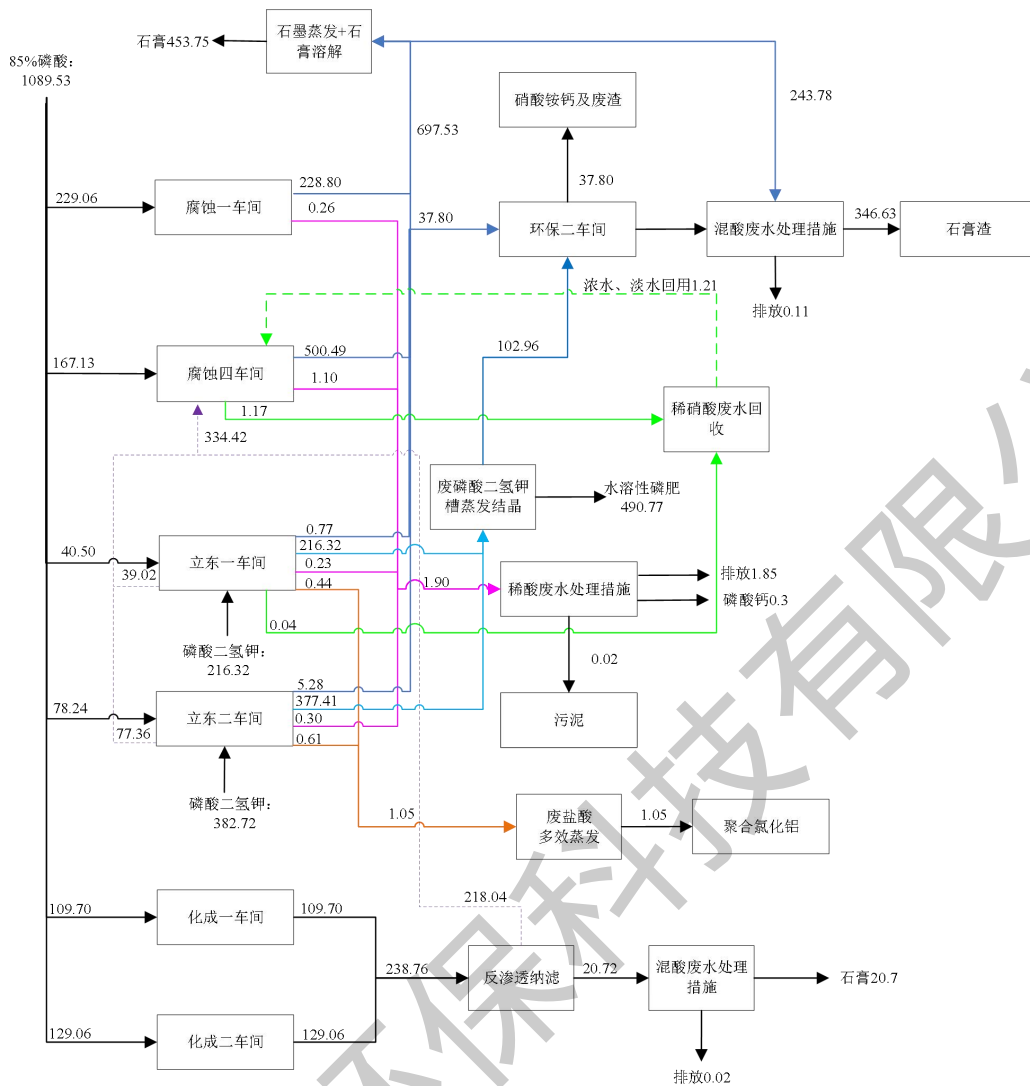 石膏453.75
石墨蒸发+石
膏溶解
85%磷酸：
1089.53
硝酸铵钙及废渣
243.78
697.53
37.80
229.06
腐蚀一车间
228.80
0.26
37.80
环保二车间
混酸废水处理措施
346.63
石膏渣
浓水、淡水回用1.21
排放0.11
167.13
腐蚀四车间
500.49
1.10
102.96
1.17
334.42
稀硝酸废水回
收
废磷酸二氢钾
槽蒸发结晶
水溶性磷肥
490.77
40.50
39.02
立东一车间
0.77
216.32
0.23
0.44
0.04
1.90
稀酸废水处理措施
排放1.85
磷酸钙0.3
磷酸二氢钾：
216.32
0.02
污泥
78.24
77.36
立东二车间
5.28
377.41
0.30
0.61
磷酸二氢钾：
382.72
1.05
废盐酸
多效蒸发
1.05
聚合氯化铝
218.04
109.70
化成一车间
109.70
238.76
反渗透纳滤
20.72
混酸废水处理
措施
石膏20.7
129.06
化成二车间
129.06
排放0.02
环保科技有限公